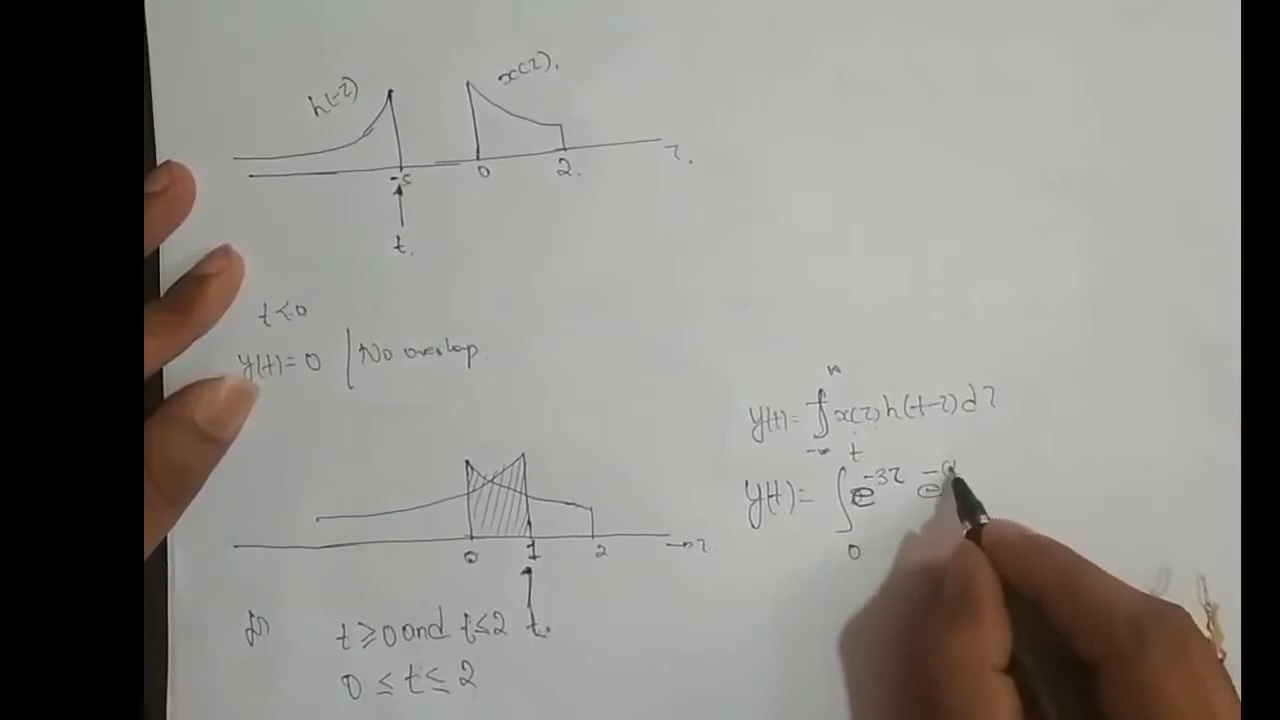 h(-τ)
x(τ).
-5 0 2. τ.
t.
t<0
y(t)=0 | No overlap.
y(t)= ∫ x(τ) h(t-τ) dτ
-∞
t
y(t)= ∫ e^-3τ e^-
0
0 1 2 →τ
t.
t≥0 and t≤2
0 ≤ t ≤ 2